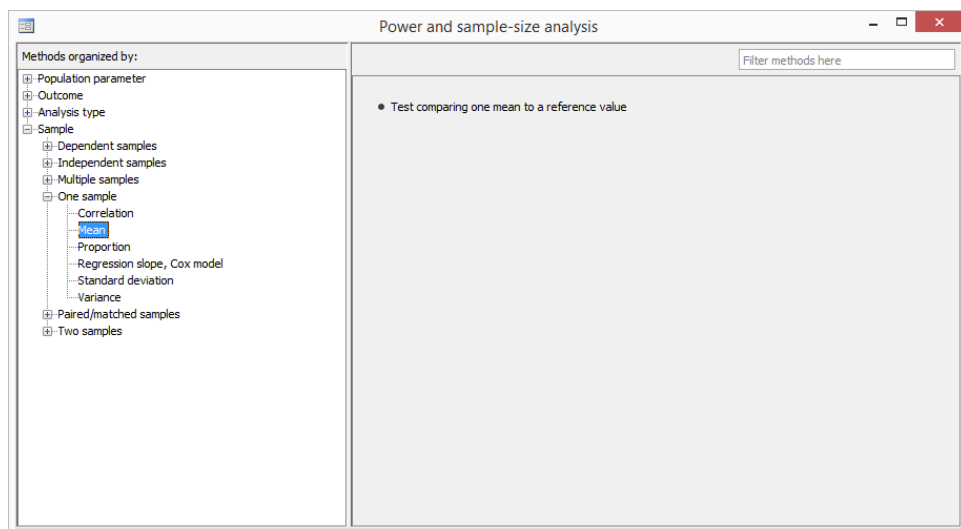 Power and sample-size analysis
Methods organized by:
Filter methods here
Population parameter
Outcome
Analysis type
Sample
Dependent samples
Independent samples
Multiple samples
One sample
Correlation
Mean
Proportion
Regression slope, Cox model
Standard deviation
Variance
Paired/matched samples
Two samples
Test comparing one mean to a reference value